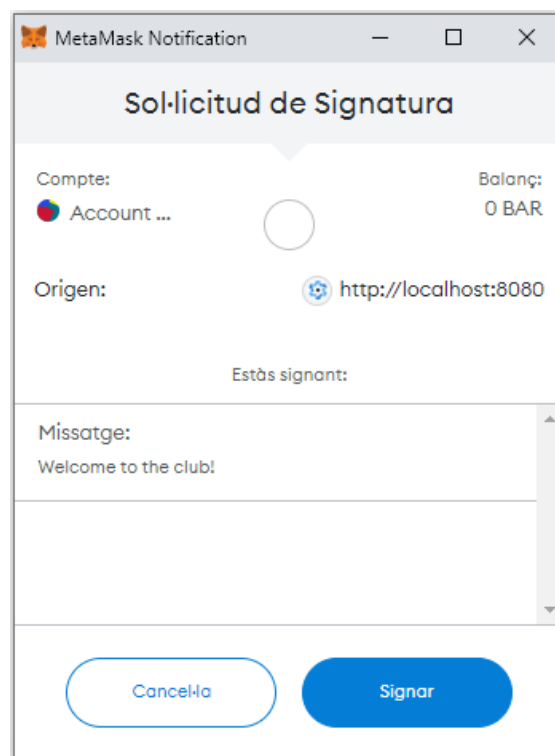 MetaMask Notification
Sol·licitud de Signatura
Compte:
Balanç:
Account ...
0 BAR
Origen:
http://localhost:8080
Estàs signant:
Missatge:
Welcome to the club!
Cancel·la
Signar